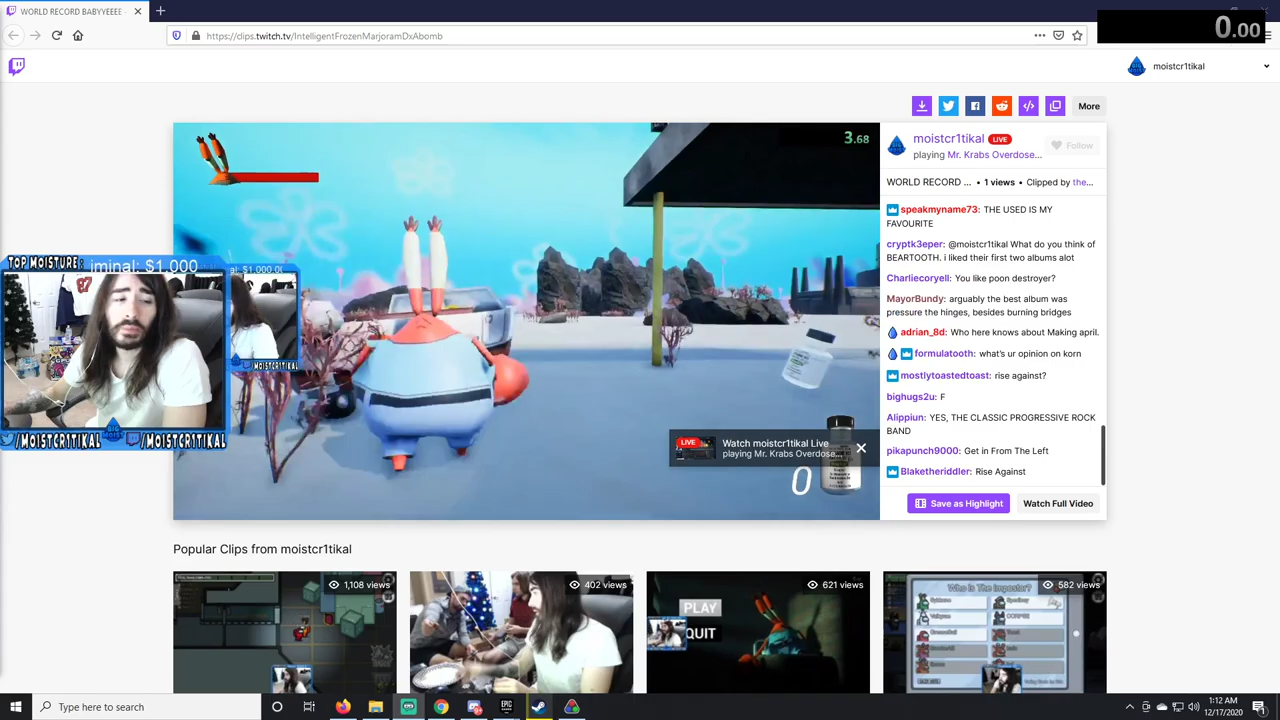 WORLD RECORD BABYYEEEE -
0.00
https://clips.twitch.tv/IntelligentFrozenMarjoramDxAbomb
moistcr1tikal
More
3.68
moistcr1tikal LIVE
Follow
playing Mr. Krabs Overdose...
WORLD RECORD ... • 1 views • Clipped by the...
speakmyname73: THE USED IS MY
FAVOURITE
cryptk3eper: @moistcr1tikal What do you think of
BEARTOOTH. i liked their first two albums alot
Charliecoryell: You like poon destroyer?
MayorBundy: arguably the best album was
pressure the hinges, besides burning bridges
adrian_8d: Who here knows about Making april.
formulatooth: what's ur opinion on korn
mostlytoastedtoast: rise against?
bighugs2u: F
Alippiun: YES, THE CLASSIC PROGRESSIVE ROCK
BAND
pikapunch9000: Get in From The Left
Blaketheriddler: Rise Against
Save as Highlight
Watch Full Video
TOP MOISTURE:
iminal: $1,000
BIG
MOIST
/MOISTCR1TIKAL
/MOISTCR1TIKAL
LIVE
Watch moistcr1tikal Live
playing Mr. Krabs Overdose...
0
Popular Clips from moistcr1tikal
1,108 views
402 views
621 views
582 views
PLAY
QUIT
Who Is The Impostor?
CORPSE
Type here to search
1:12 AM
12/17/2020